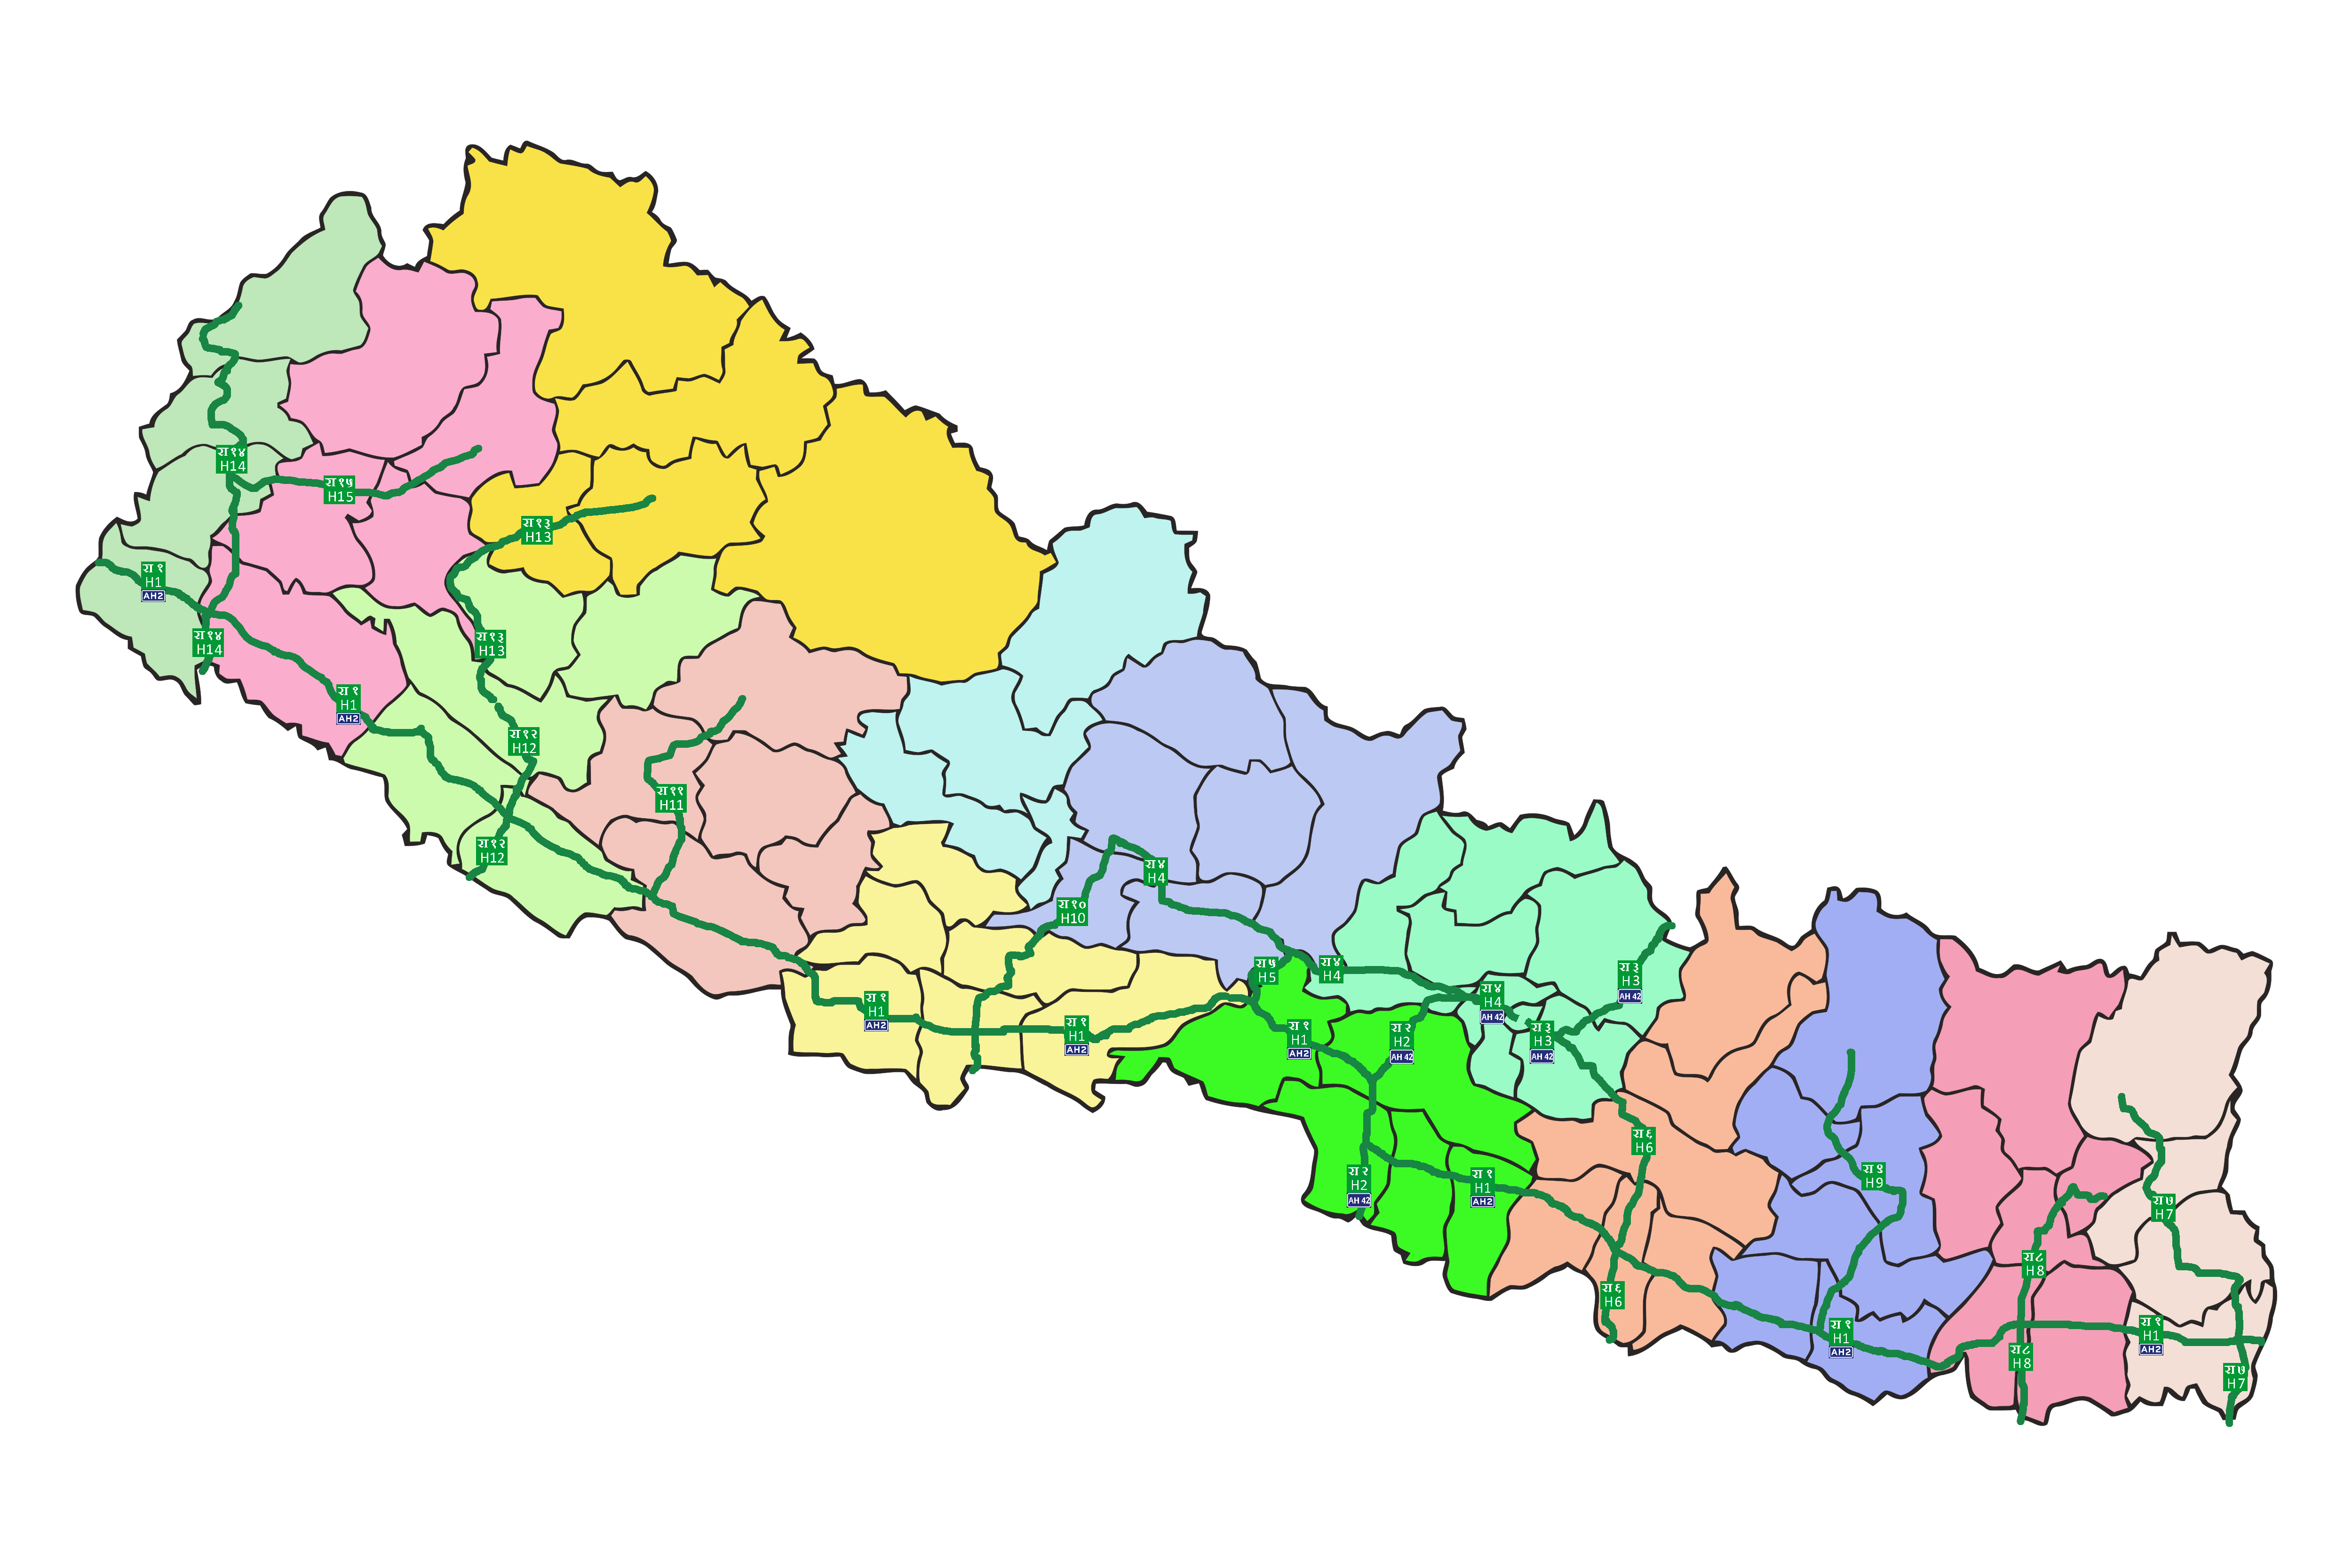 रा १४
H14
रा १५
H15
रा १३
H13
रा १
H1
AH2
रा १४
H14
रा १३
H13
रा १
H1
AH2
रा १२
H12
रा ११
H11
रा १२
H12
रा ४
H4
रा १०
H10
रा ५
H5
रा ४
H4
रा ३
H3
AH 42
रा ४
H4
AH 42
रा १
H1
AH2
रा १
H1
AH2
रा १
H1
AH2
रा २
H2
AH 42
रा ३
H3
AH 42
रा ६
H6
रा २
H2
AH 42
रा १
H1
AH2
रा ९
H9
रा ७
H7
रा ८
H8
रा ६
H6
रा १
H1
AH2
रा १
H1
AH2
रा ८
H8
रा ७
H7